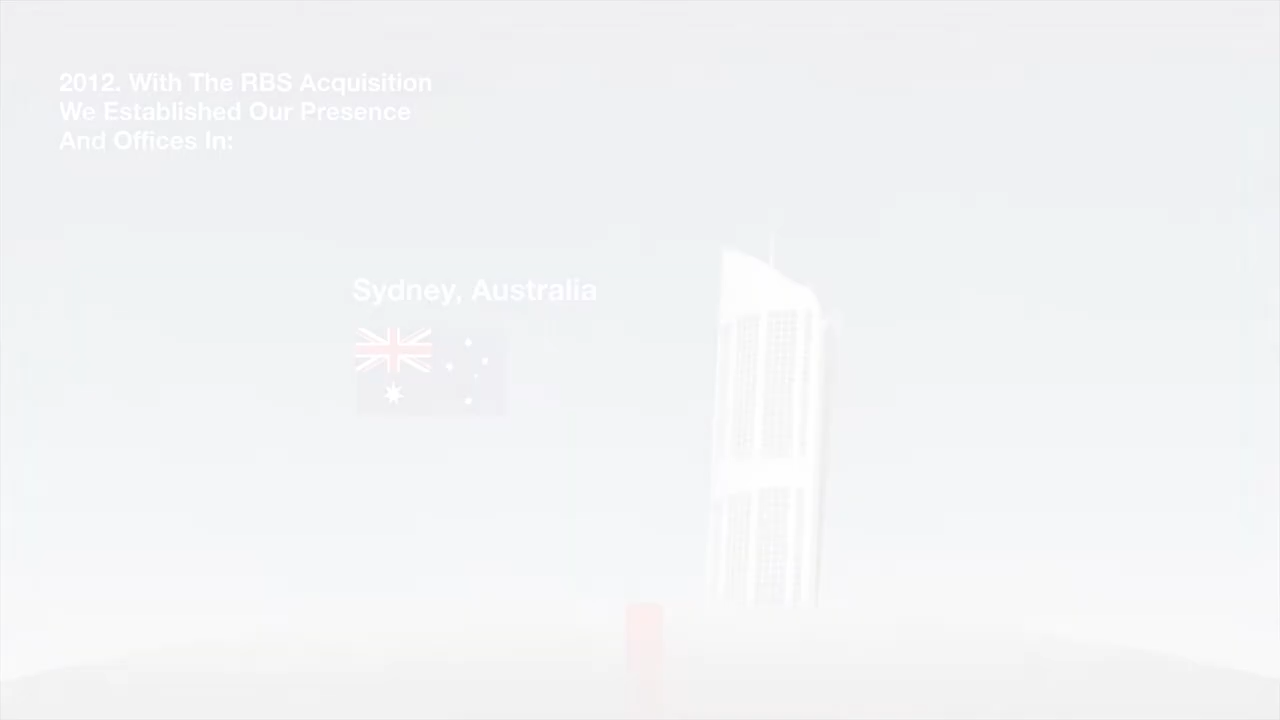 2012. With The RBS Acquisition
We Established Our Presence
And Offices In:
Sydney, Australia